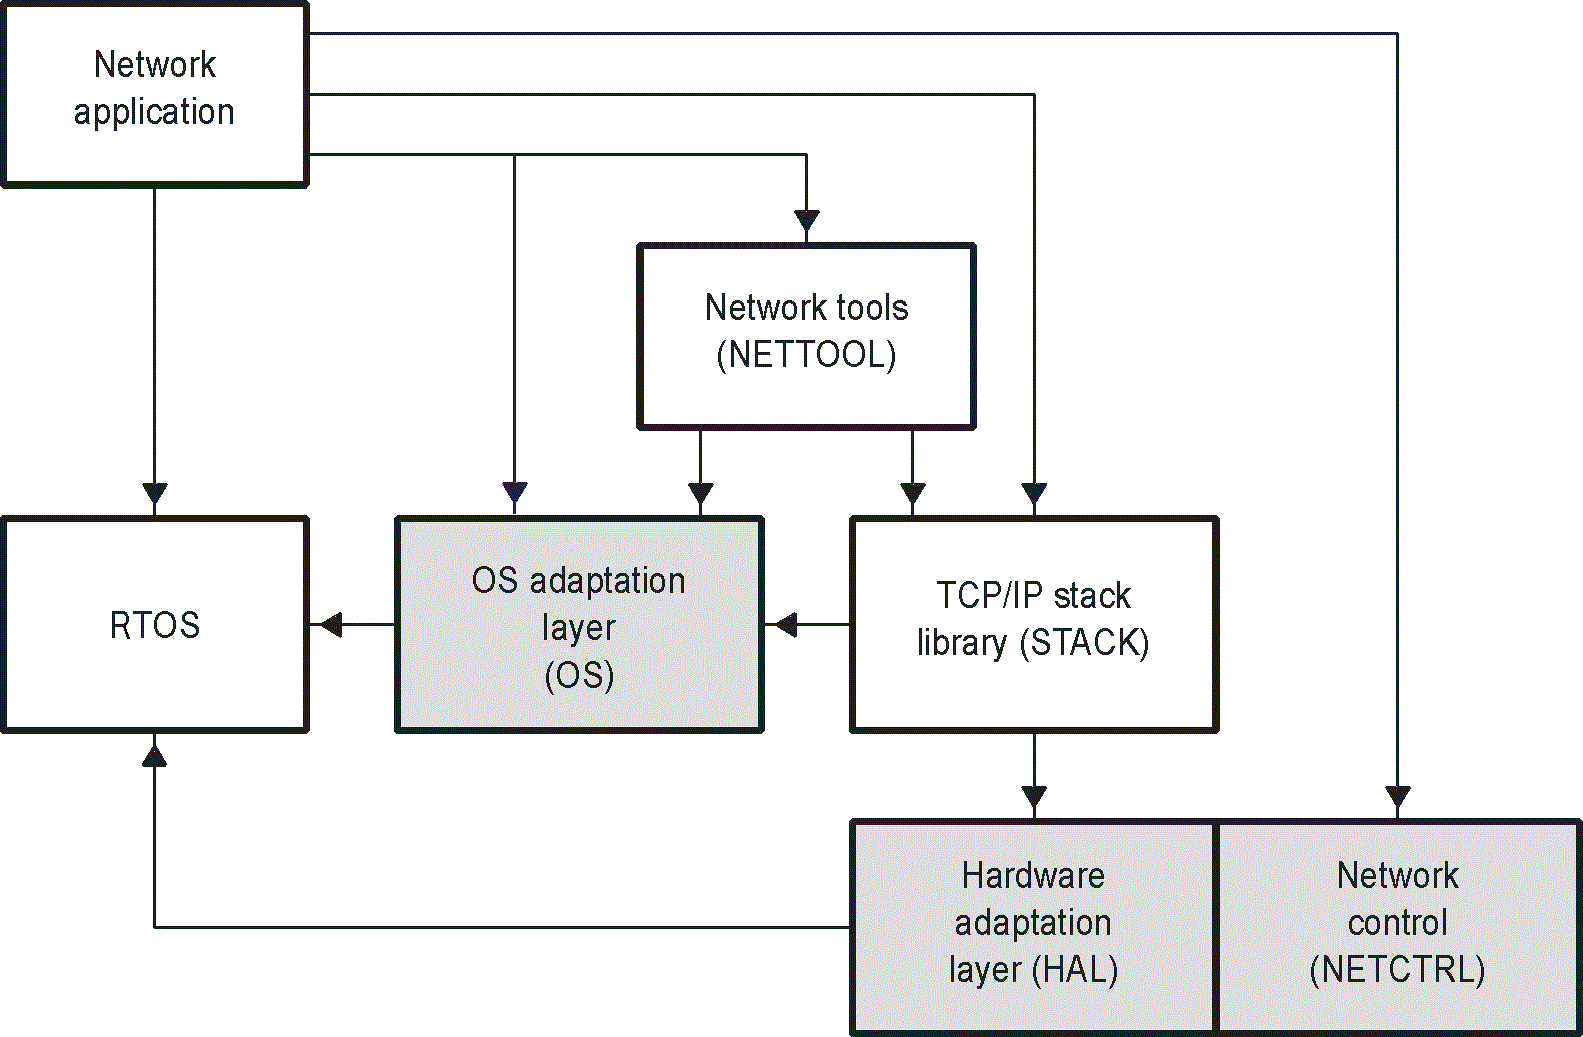 Network
application
Network tools
(NETTOOL)
RTOS
OS adaptation
layer
(OS)
TCP/IP stack
library (STACK)
Hardware
adaptation
layer (HAL)
Network
control
(NETCTRL)